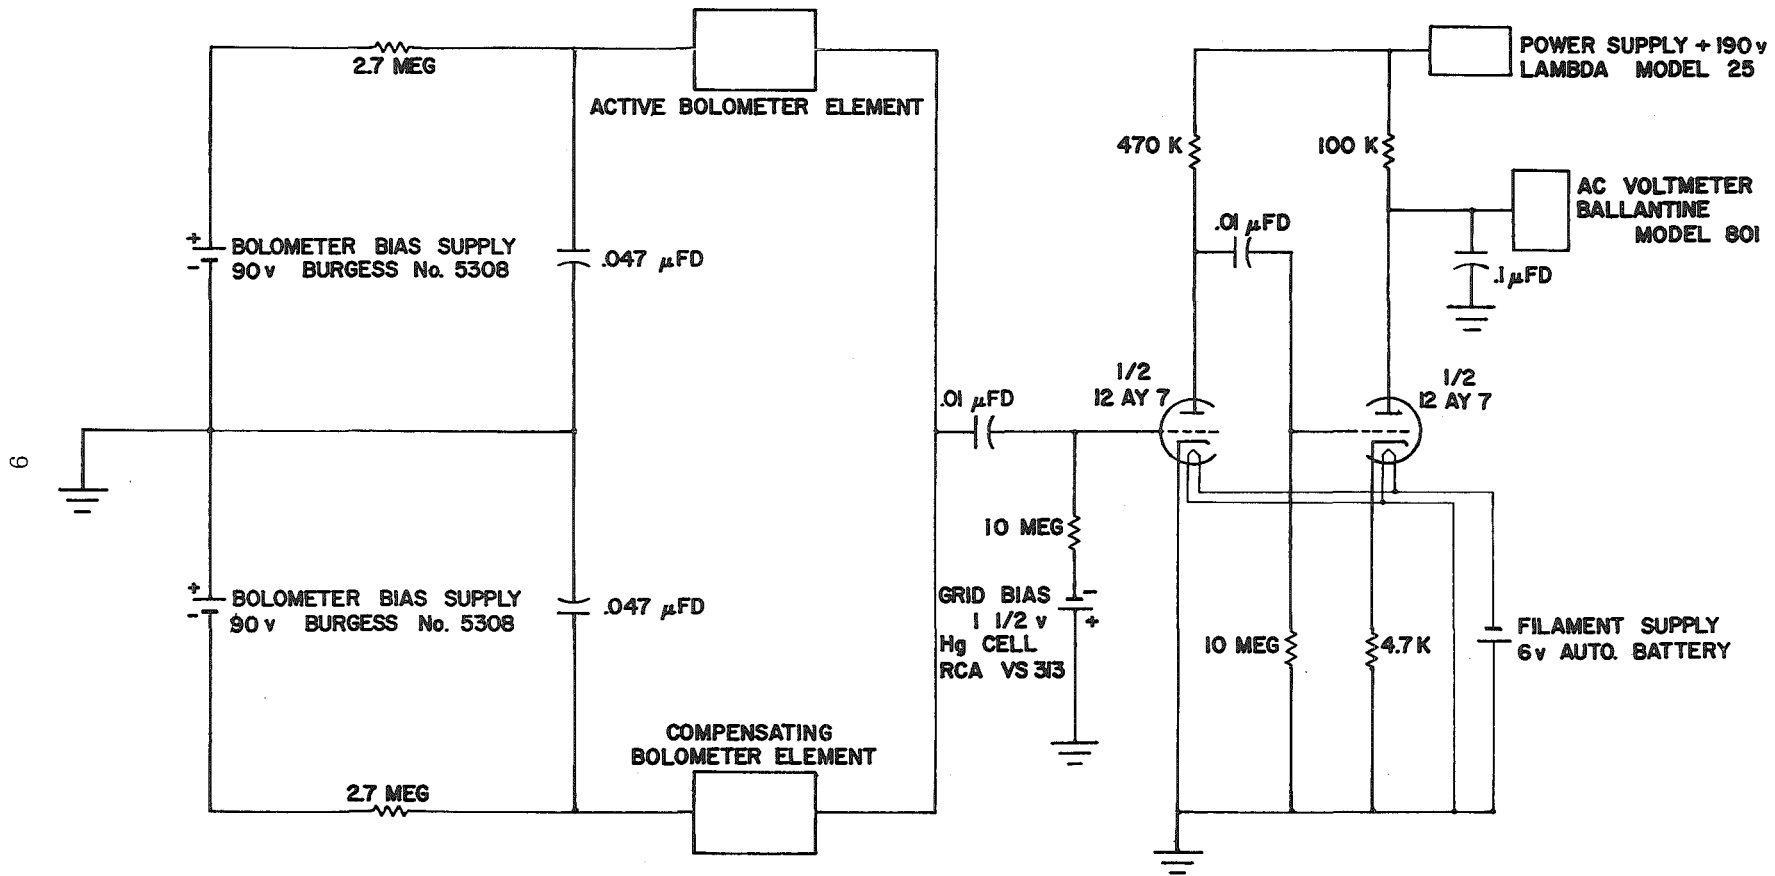 2.7 MEG
ACTIVE BOLOMETER ELEMENT
+
-
BOLOMETER BIAS SUPPLY
90 v BURGESS No. 5308
.047 µFD
6
+
-
BOLOMETER BIAS SUPPLY
90 v BURGESS No. 5308
.047 µFD
2.7 MEG
COMPENSATING
BOLOMETER ELEMENT
.01 µFD
10 MEG
GRID BIAS
1 1/2 v
Hg CELL
RCA VS 313
-
+
470 K
100 K
POWER SUPPLY + 190 v
LAMBDA MODEL 25
.01 µFD
AC VOLTMETER
BALLANTINE
MODEL 801
.1 µFD
1/2
12 AY 7
1/2
12 AY 7
10 MEG
4.7 K
FILAMENT SUPPLY
6 v AUTO. BATTERY